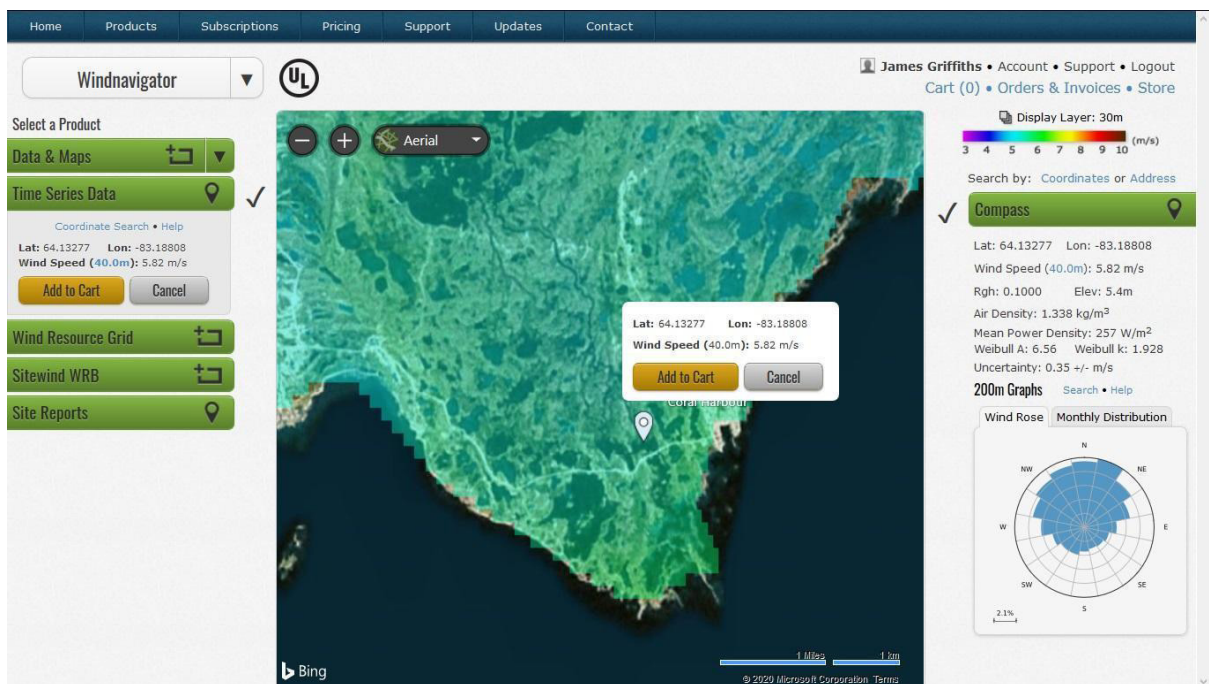 Home Products Subscriptions Pricing Support Updates Contact
Windnavigator
UL
James Griffiths • Account • Support • Logout
Cart (0) • Orders & Invoices • Store
Select a Product
Data & Maps
Time Series Data
Coordinate Search • Help
Lat: 64.13277 Lon: -83.18808
Wind Speed (40.0m): 5.82 m/s
Add to Cart Cancel
Wind Resource Grid
Sitewind WRB
Site Reports
Aerial
Lat: 64.13277 Lon: -83.18808
Wind Speed (40.0m): 5.82 m/s
Add to Cart Cancel
Coral Harbour
Bing
1 Miles 1 km
© 2020 Microsoft Corporation Terms
Display Layer: 30m
3 4 5 6 7 8 9 10 (m/s)
Search by: Coordinates or Address
Compass
Lat: 64.13277 Lon: -83.18808
Wind Speed (40.0m): 5.82 m/s
Rgh: 0.1000 Elev: 5.4m
Air Density: 1.338 kg/m³
Mean Power Density: 257 W/m²
Weibull A: 6.56 Weibull k: 1.928
Uncertainty: 0.35 +/- m/s
200m Graphs Search • Help
Wind Rose Monthly Distribution
N
NW NE
W E
SW SE
S
2.1%